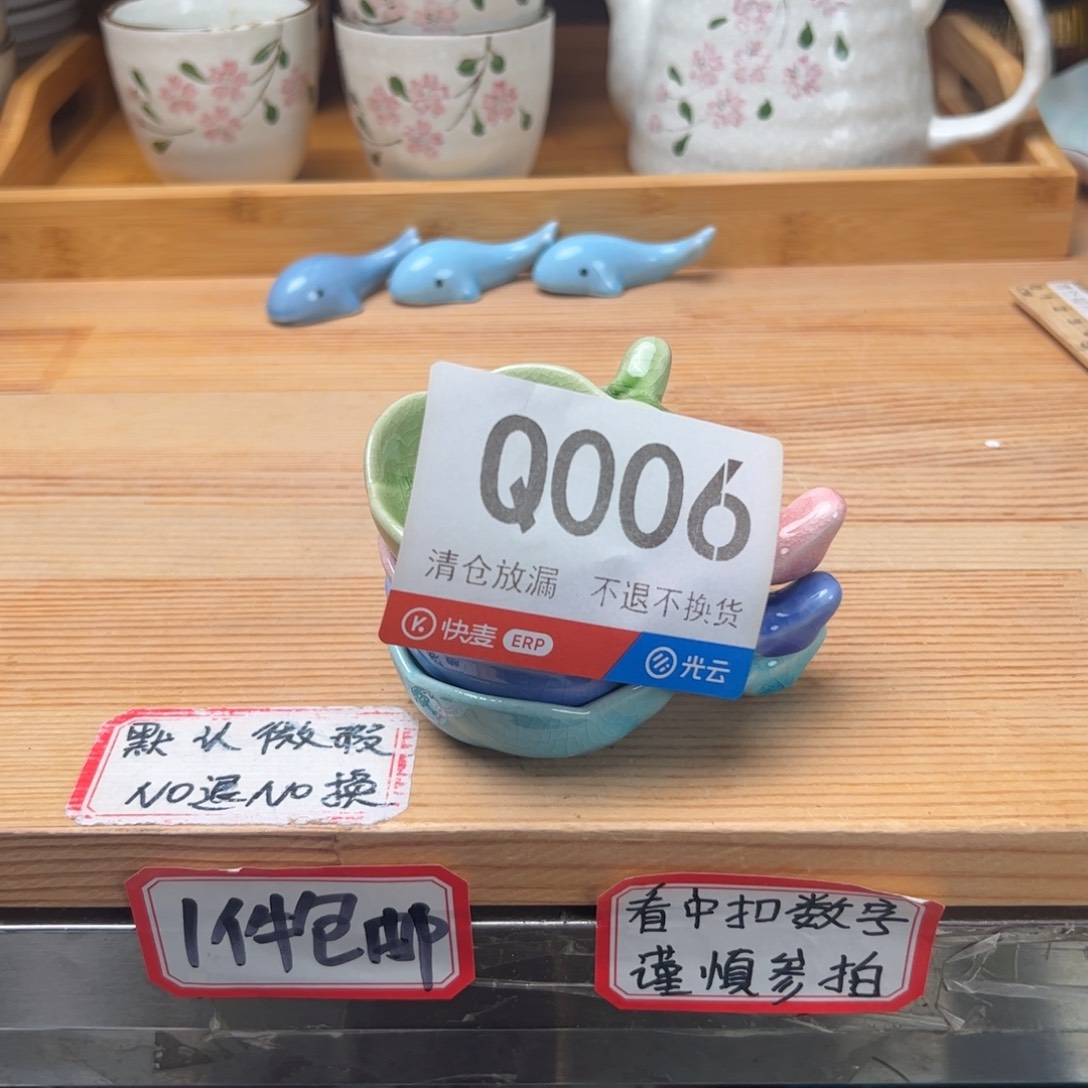 Q006
清仓放漏 不退不换货
快麦 ERP 光云
默认微瑕
NO退NO换
1件包邮
看中扣数字
谨慎参拍